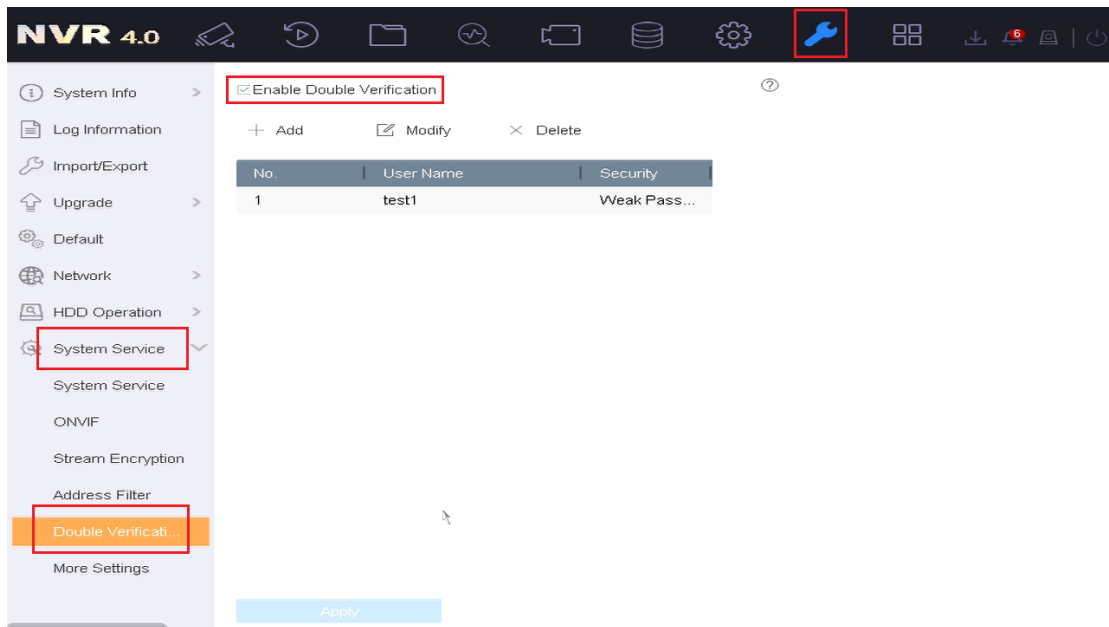 NVR 4.0
6
System Info
Log Information
Import/Export
Upgrade
Default
Network
HDD Operation
System Service
System Service
ONVIF
Stream Encryption
Address Filter
Double Verificati...
More Settings
Enable Double Verification
?
Add Modify Delete
No. User Name Security
1 test1 Weak Pass...
Apply